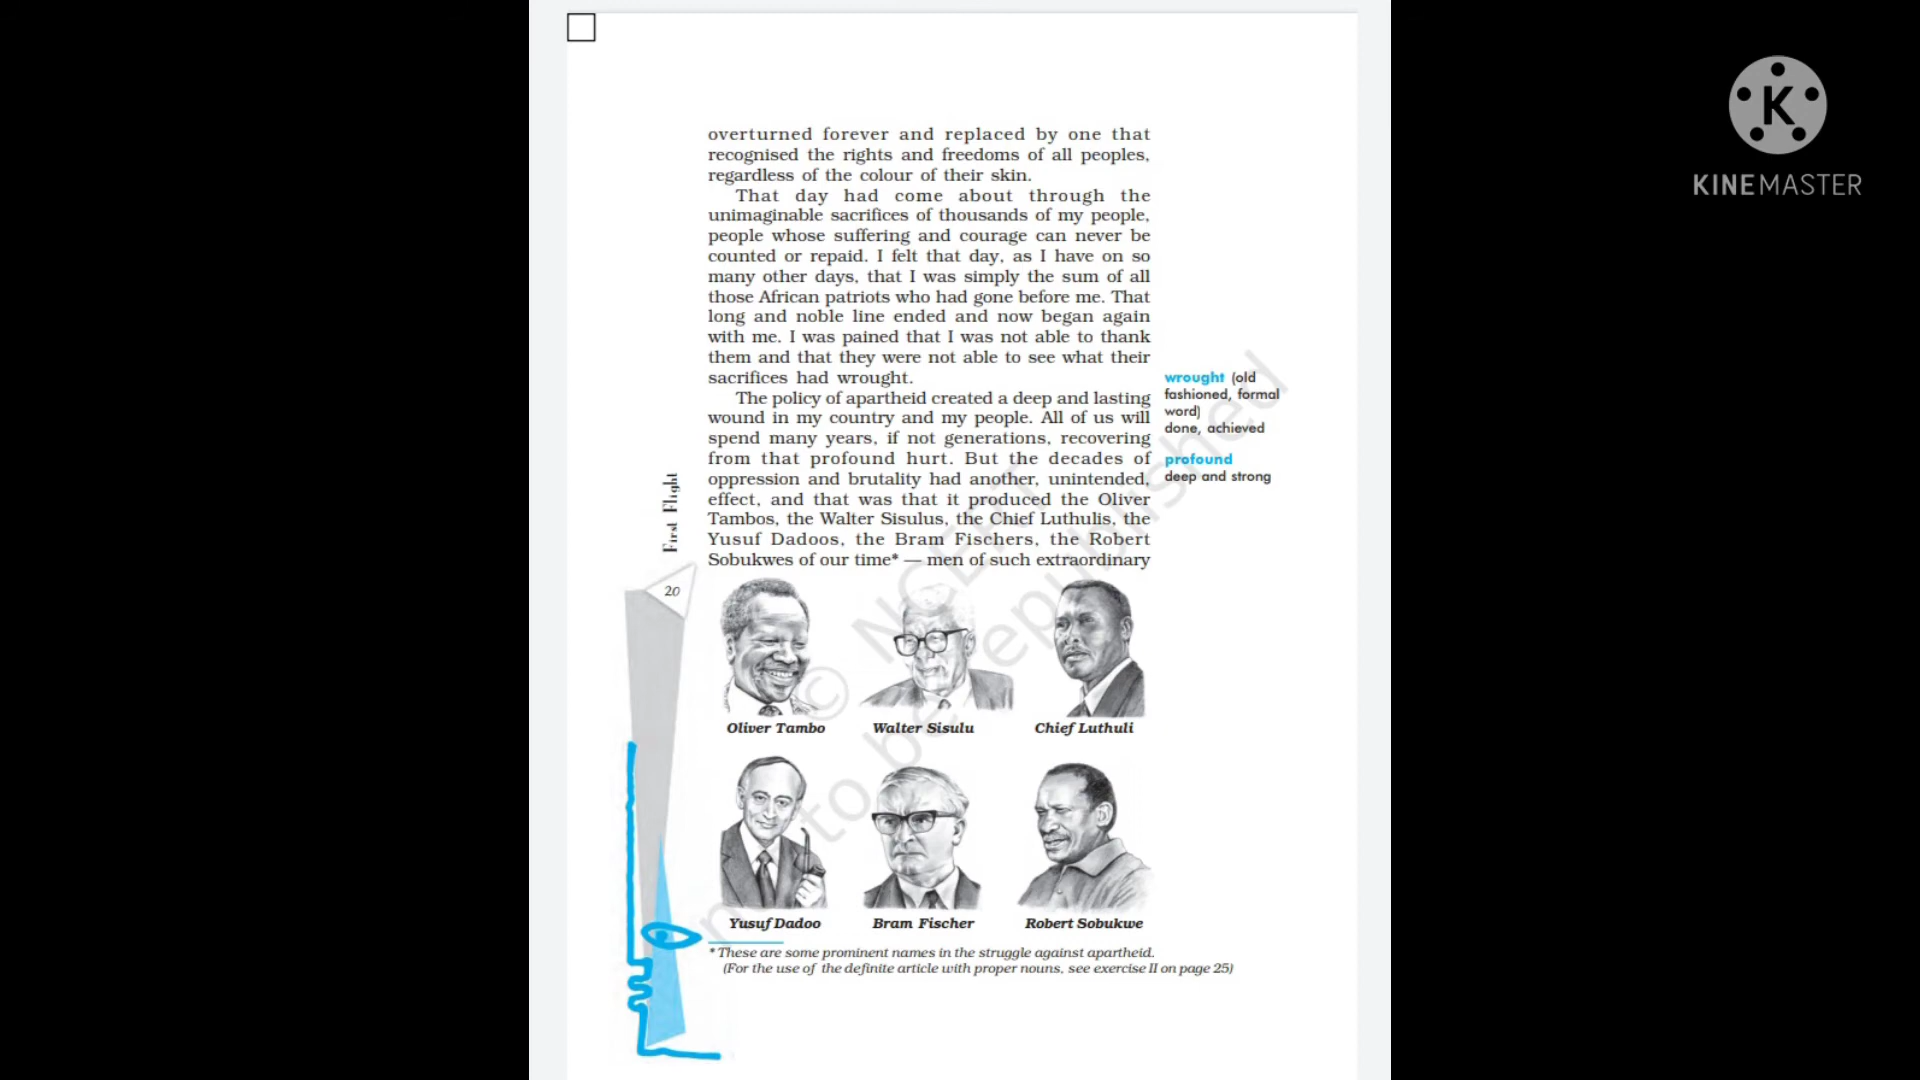 overturned forever and replaced by one that
recognised the rights and freedoms of all peoples,
regardless of the colour of their skin.
That day had come about through the
unimaginable sacrifices of thousands of my people,
people whose suffering and courage can never be
counted or repaid. I felt that day, as I have on so
many other days, that I was simply the sum of all
those African patriots who had gone before me. That
long and noble line ended and now began again
with me. I was pained that I was not able to thank
them and that they were not able to see what their
sacrifices had wrought.
The policy of apartheid created a deep and lasting
wound in my country and my people. All of us will
spend many years, if not generations, recovering
from that profound hurt. But the decades of
oppression and brutality had another, unintended,
effect, and that was that it produced the Oliver
Tambos, the Walter Sisulus, the Chief Luthulis, the
Yusuf Dadoos, the Bram Fischers, the Robert
Sobukwes of our time* — men of such extraordinary
wrought (old
fashioned, formal
word)
done, achieved
profound
deep and strong
First Flight
20
Oliver Tambo
Walter Sisulu
Chief Luthuli
Yusuf Dadoo
Bram Fischer
Robert Sobukwe
* These are some prominent names in the struggle against apartheid.
(For the use of the definite article with proper nouns, see exercise II on page 25)
© NCERT
not to be republished
K
KINEMASTER